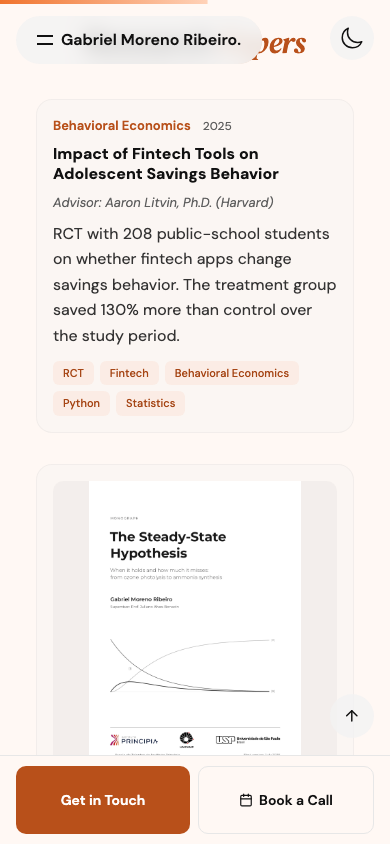 Gabriel Moreno Ribeiro.
pers
Behavioral Economics 2025
Impact of Fintech Tools on
Adolescent Savings Behavior
Advisor: Aaron Litvin, Ph.D. (Harvard)
RCT with 208 public-school students
on whether fintech apps change
savings behavior. The treatment group
saved 130% more than control over
the study period.
RCT Fintech Behavioral Economics
Python Statistics
The Steady-State
Hypothesis
When it holds and how much it misses
from ozone photolysis to ammonia synthesis
Gabriel Moreno Ribeiro
PRINCIPIA
USP Universidade de São Paulo
Get in Touch
Book a Call